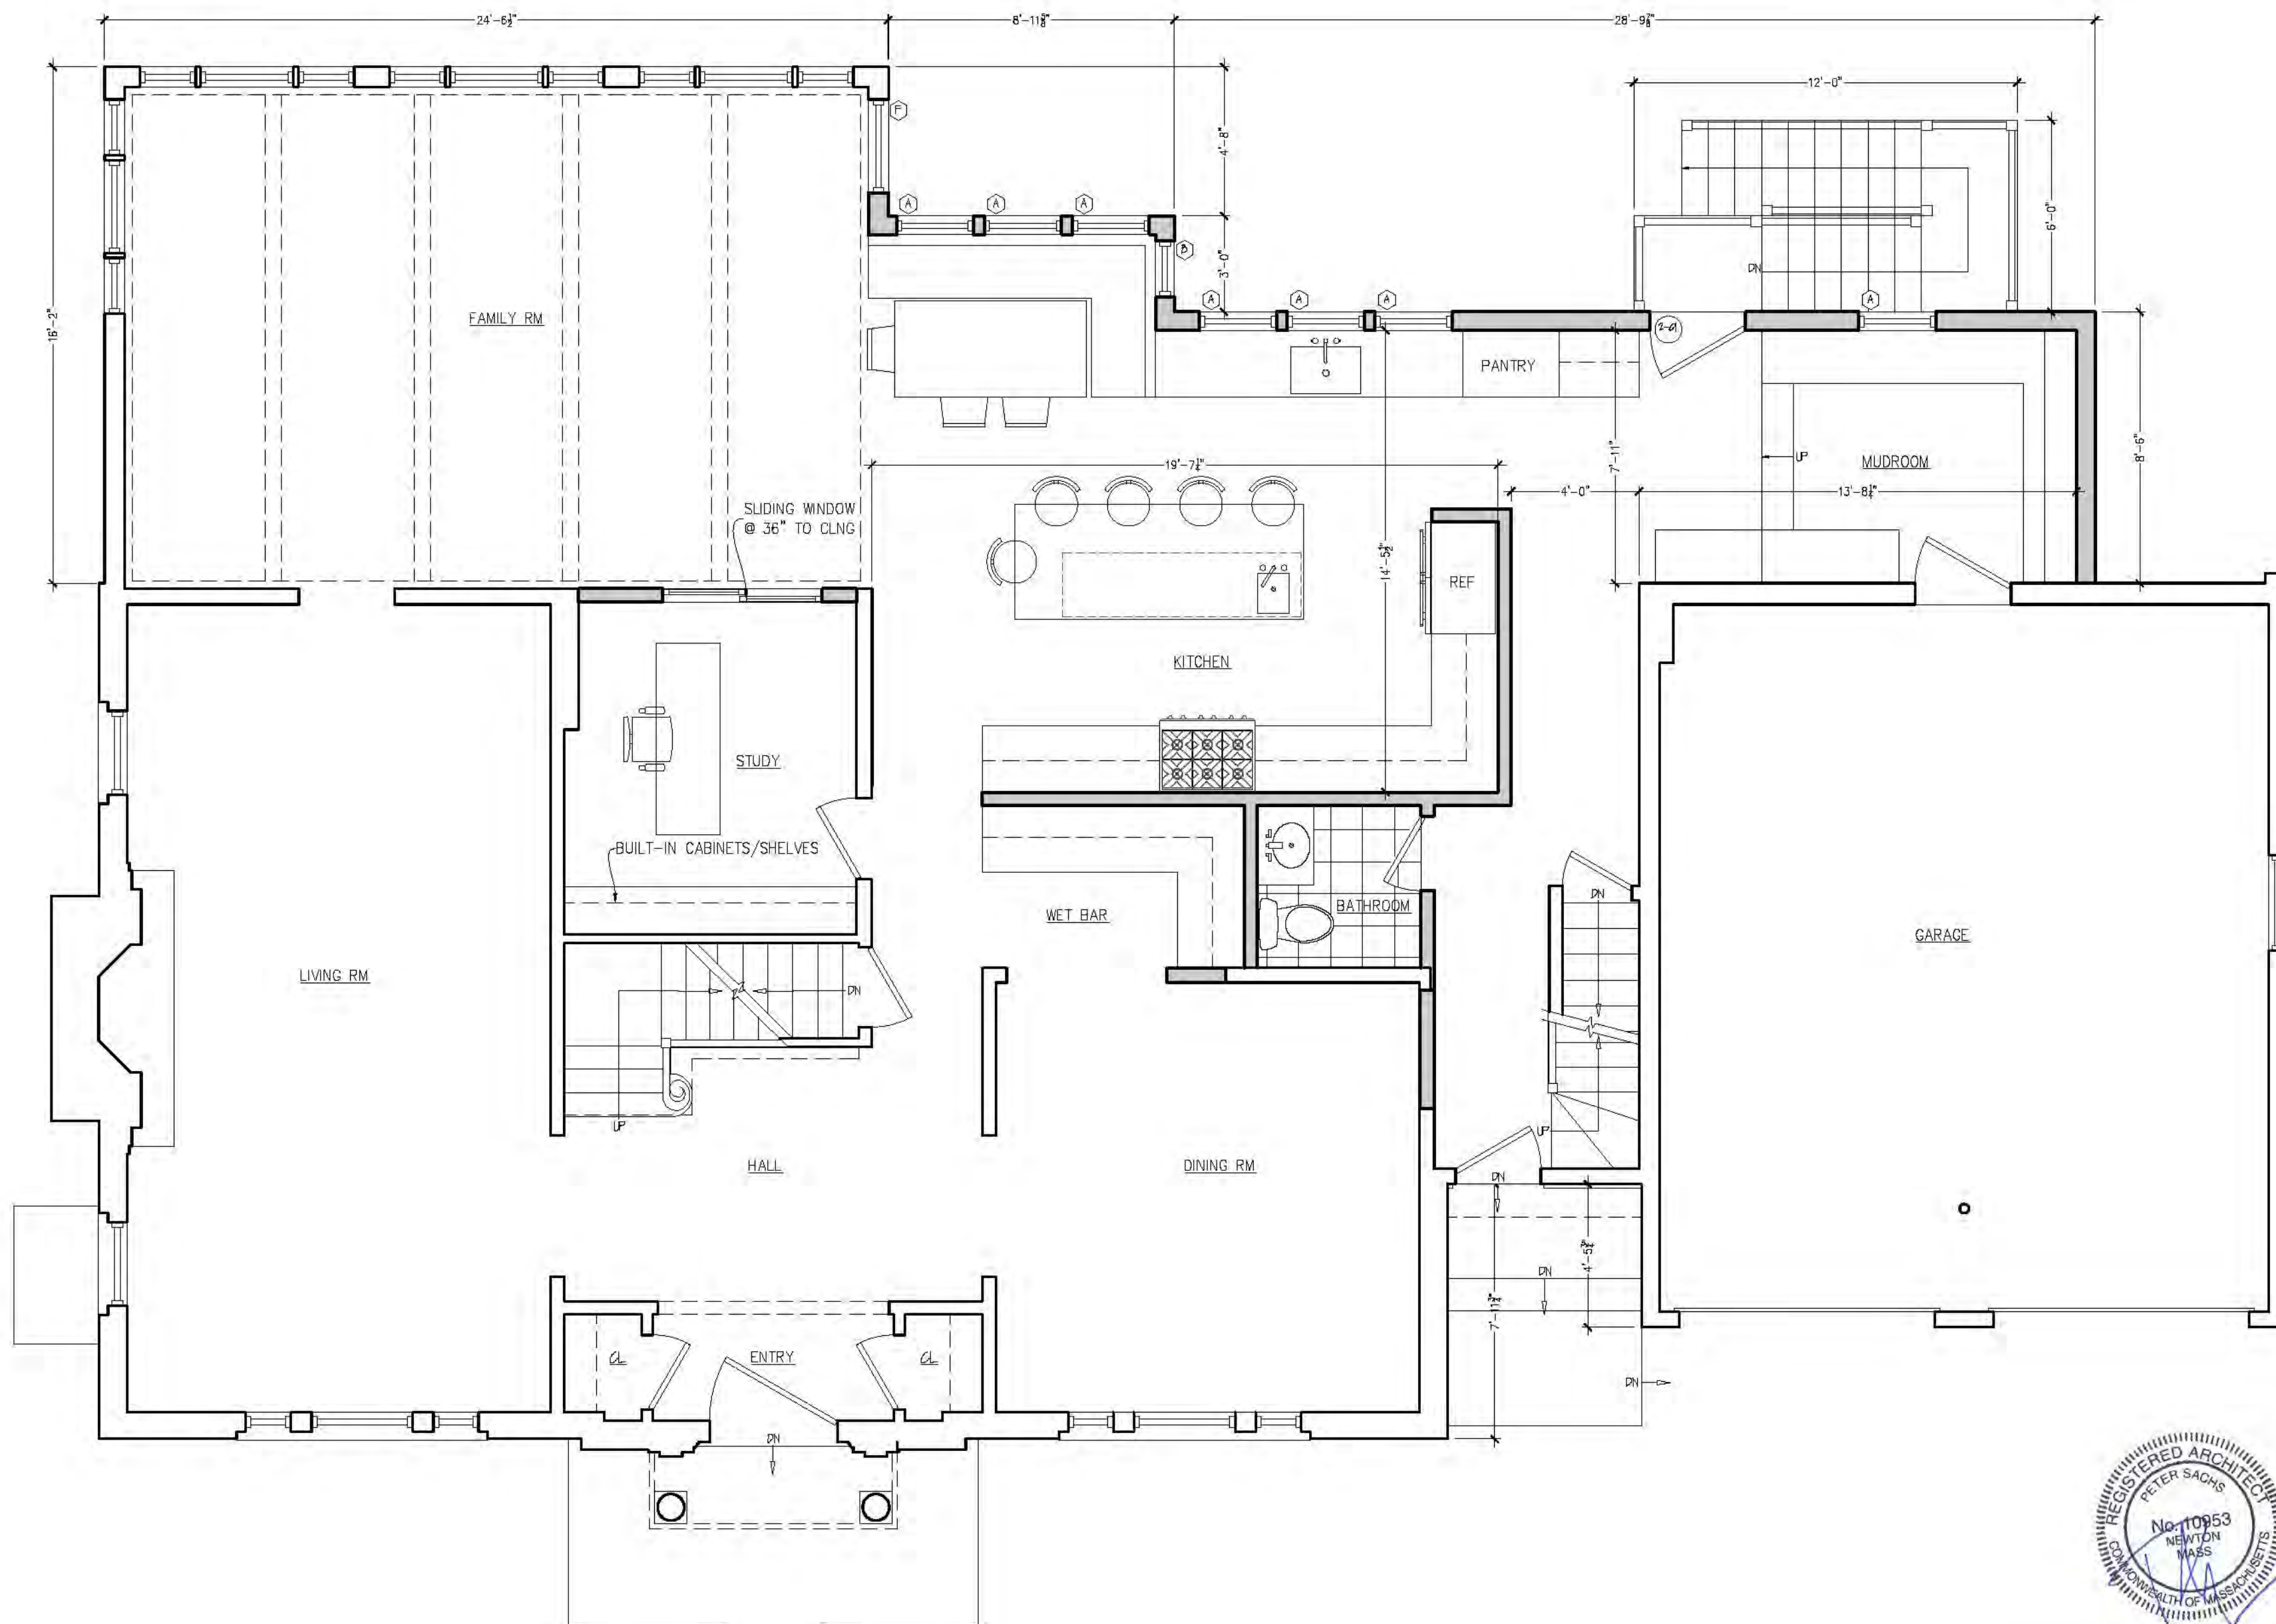 24'-6½"
8'-11⅝"
28'-9⅞"
12'-0"
F
4'-8"
6'-0"
A
A
A
B
3'-0"
DN
16'-2"
FAMILY RM
A
A
A
A
2-01
PANTRY
7'-11"
UP
MUDROOM
8'-6"
19'-7¼"
4'-0"
13'-8½"
SLIDING WINDOW
@ 36" TO CLNG
14'-5½"
REF
KITCHEN
STUDY
BUILT-IN CABINETS/SHELVES
WET BAR
BATHROOM
DN
GARAGE
LIVING RM
DN
UP
UP
HALL
DINING RM
DN
4'-5¾"
DN
7'-11¾"
CL
ENTRY
CL
DN
DN
REGISTERED ARCHITECT
PETER SACHS
No. 10953
NEWTON
MASS
COMMONWEALTH OF MASSACHUSETTS